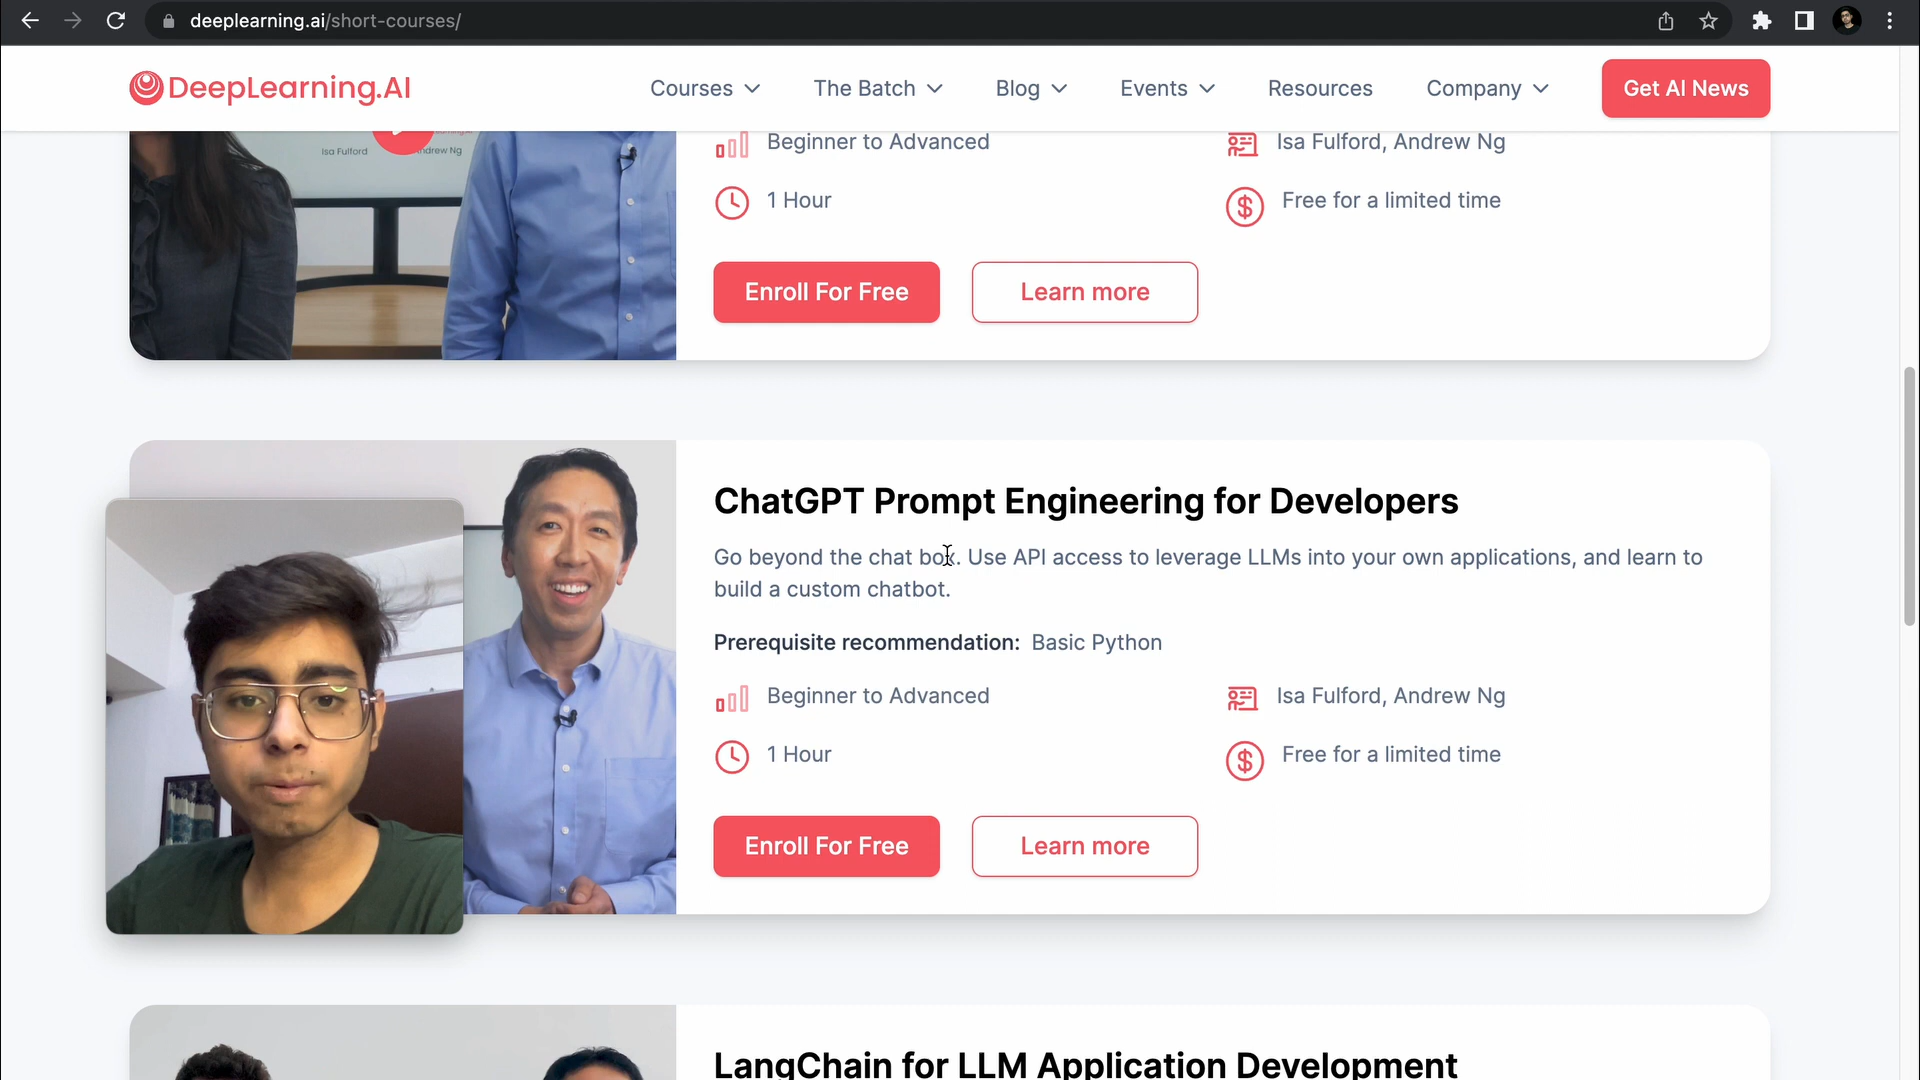 deeplearning.ai/short-courses/
DeepLearning.AI
Courses
The Batch
Blog
Events
Resources
Company
Get AI News
Isa Fulford
Andrew Ng
Beginner to Advanced
Isa Fulford, Andrew Ng
1 Hour
Free for a limited time
Enroll For Free
Learn more
ChatGPT Prompt Engineering for Developers
Go beyond the chat box. Use API access to leverage LLMs into your own applications, and learn to
build a custom chatbot.
Prerequisite recommendation: Basic Python
Beginner to Advanced
Isa Fulford, Andrew Ng
1 Hour
Free for a limited time
Enroll For Free
Learn more
LangChain for LLM Application Development